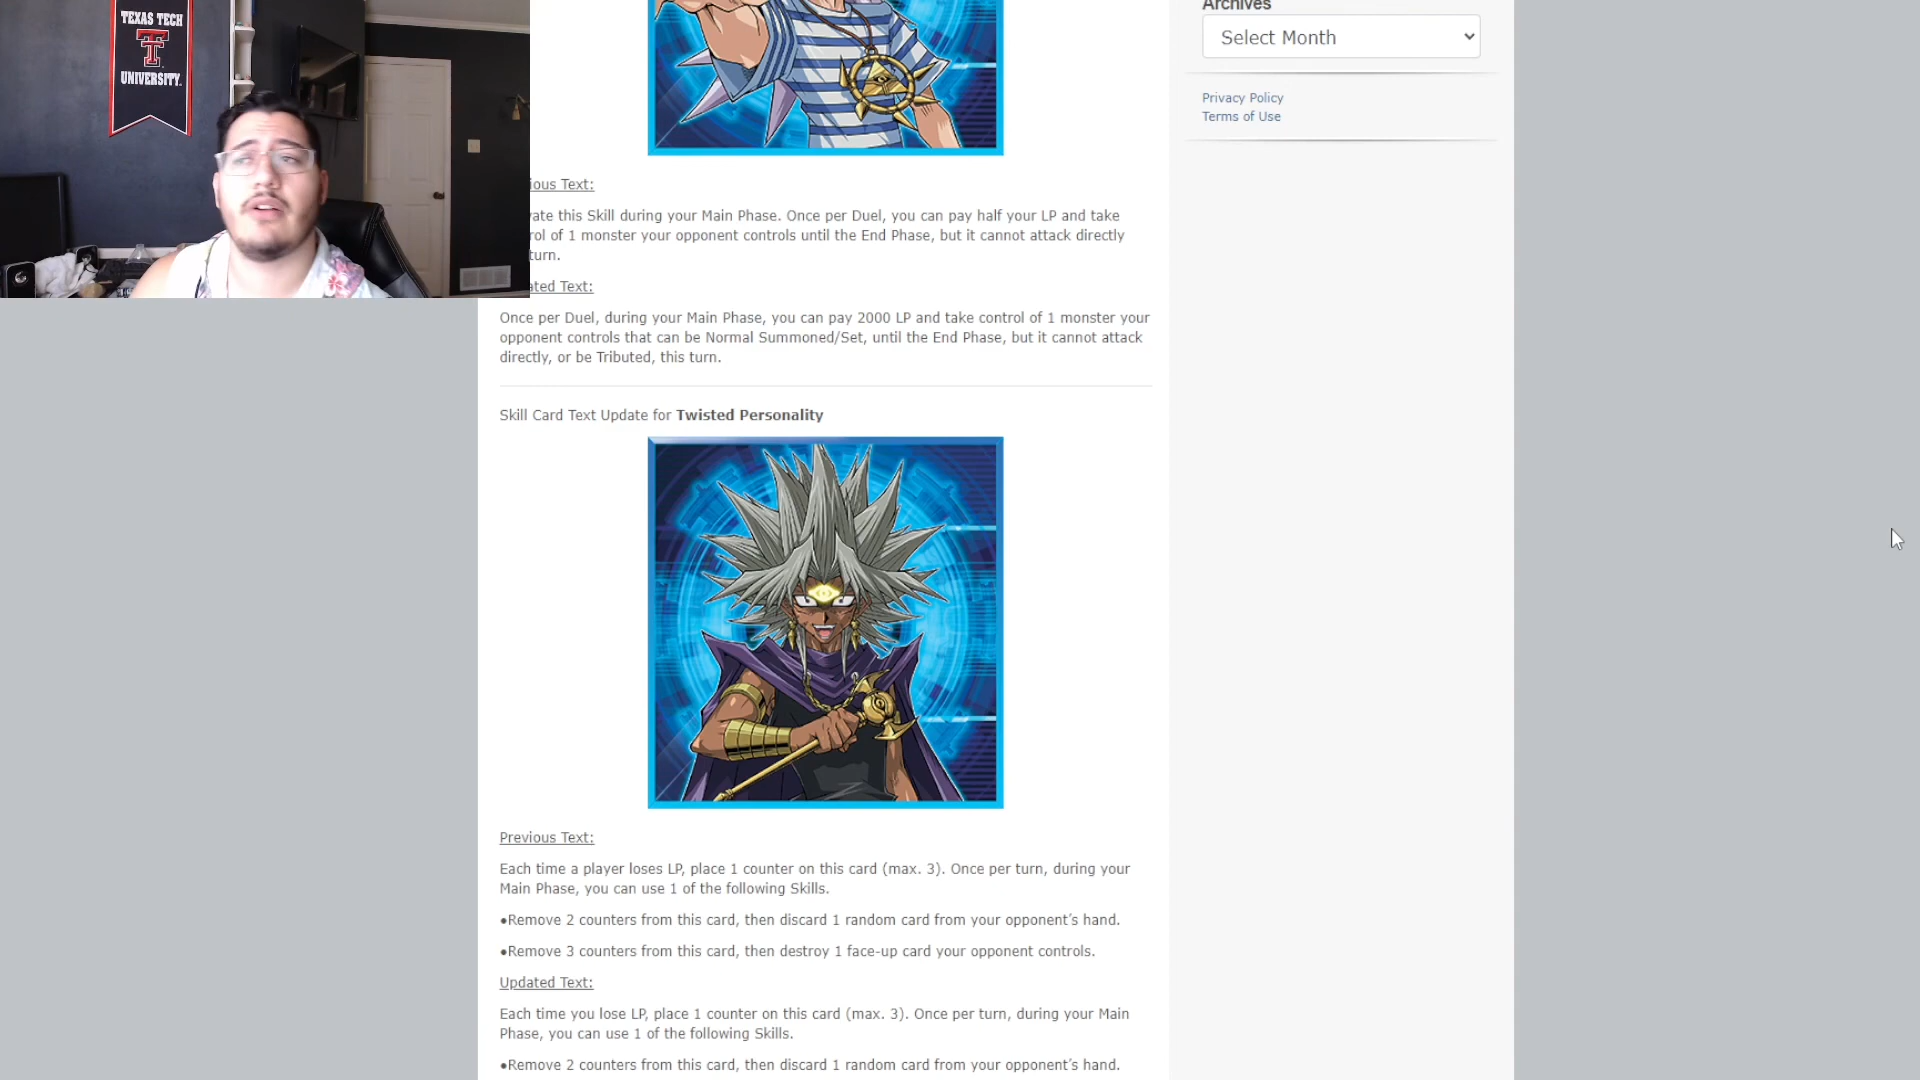 TEXAS TECH
T
UNIVERSITY.
Archives
Select Month
Privacy Policy
Terms of Use
ious Text:
vate this Skill during your Main Phase. Once per Duel, you can pay half your LP and take
rol of 1 monster your opponent controls until the End Phase, but it cannot attack directly
turn.
ated Text:
Once per Duel, during your Main Phase, you can pay 2000 LP and take control of 1 monster your
opponent controls that can be Normal Summoned/Set, until the End Phase, but it cannot attack
directly, or be Tributed, this turn.
Skill Card Text Update for Twisted Personality
Previous Text:
Each time a player loses LP, place 1 counter on this card (max. 3). Once per turn, during your
Main Phase, you can use 1 of the following Skills.
●Remove 2 counters from this card, then discard 1 random card from your opponent’s hand.
●Remove 3 counters from this card, then destroy 1 face-up card your opponent controls.
Updated Text:
Each time you lose LP, place 1 counter on this card (max. 3). Once per turn, during your Main
Phase, you can use 1 of the following Skills.
●Remove 2 counters from this card, then discard 1 random card from your opponent’s hand.